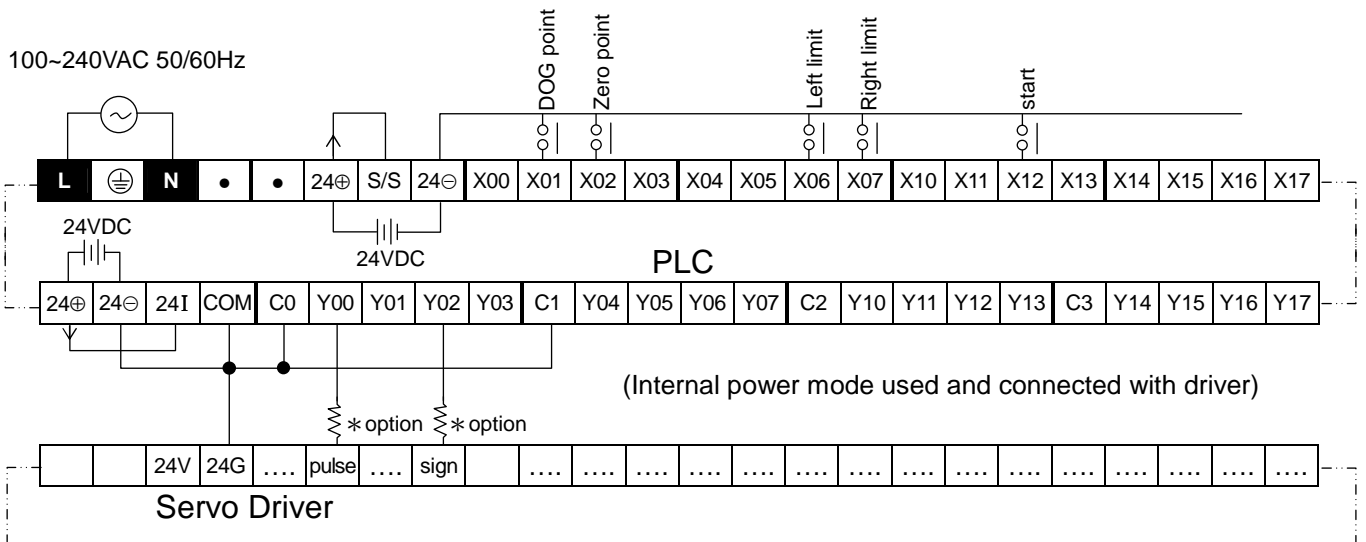 100~240VAC 50/60Hz
DOG point
Zero point
Left limit
Right limit
start
L N • • 24⊕ S/S 24⊖ X00 X01 X02 X03 X04 X05 X06 X07 X10 X11 X12 X13 X14 X15 X16 X17
24VDC
24VDC
PLC
24⊕ 24⊖ 24I COM C0 Y00 Y01 Y02 Y03 C1 Y04 Y05 Y06 Y07 C2 Y10 Y11 Y12 Y13 C3 Y14 Y15 Y16 Y17
(Internal power mode used and connected with driver)
*option *option
24V 24G .... pulse .... sign .... .... .... .... .... .... .... .... .... .... .... .... .... .... ....
Servo Driver